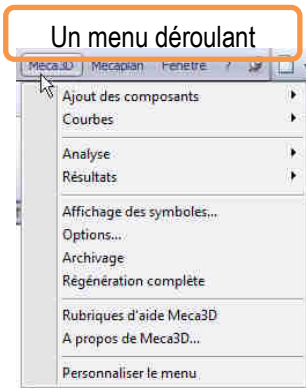 Un menu déroulant
Meca3D Mecaplan Fenêtre ?
Ajout des composants
Courbes
Analyse
Résultats
Affichage des symboles...
Options...
Archivage
Régénération complète
Rubriques d'aide Meca3D
A propos de Meca3D...
Personnaliser le menu